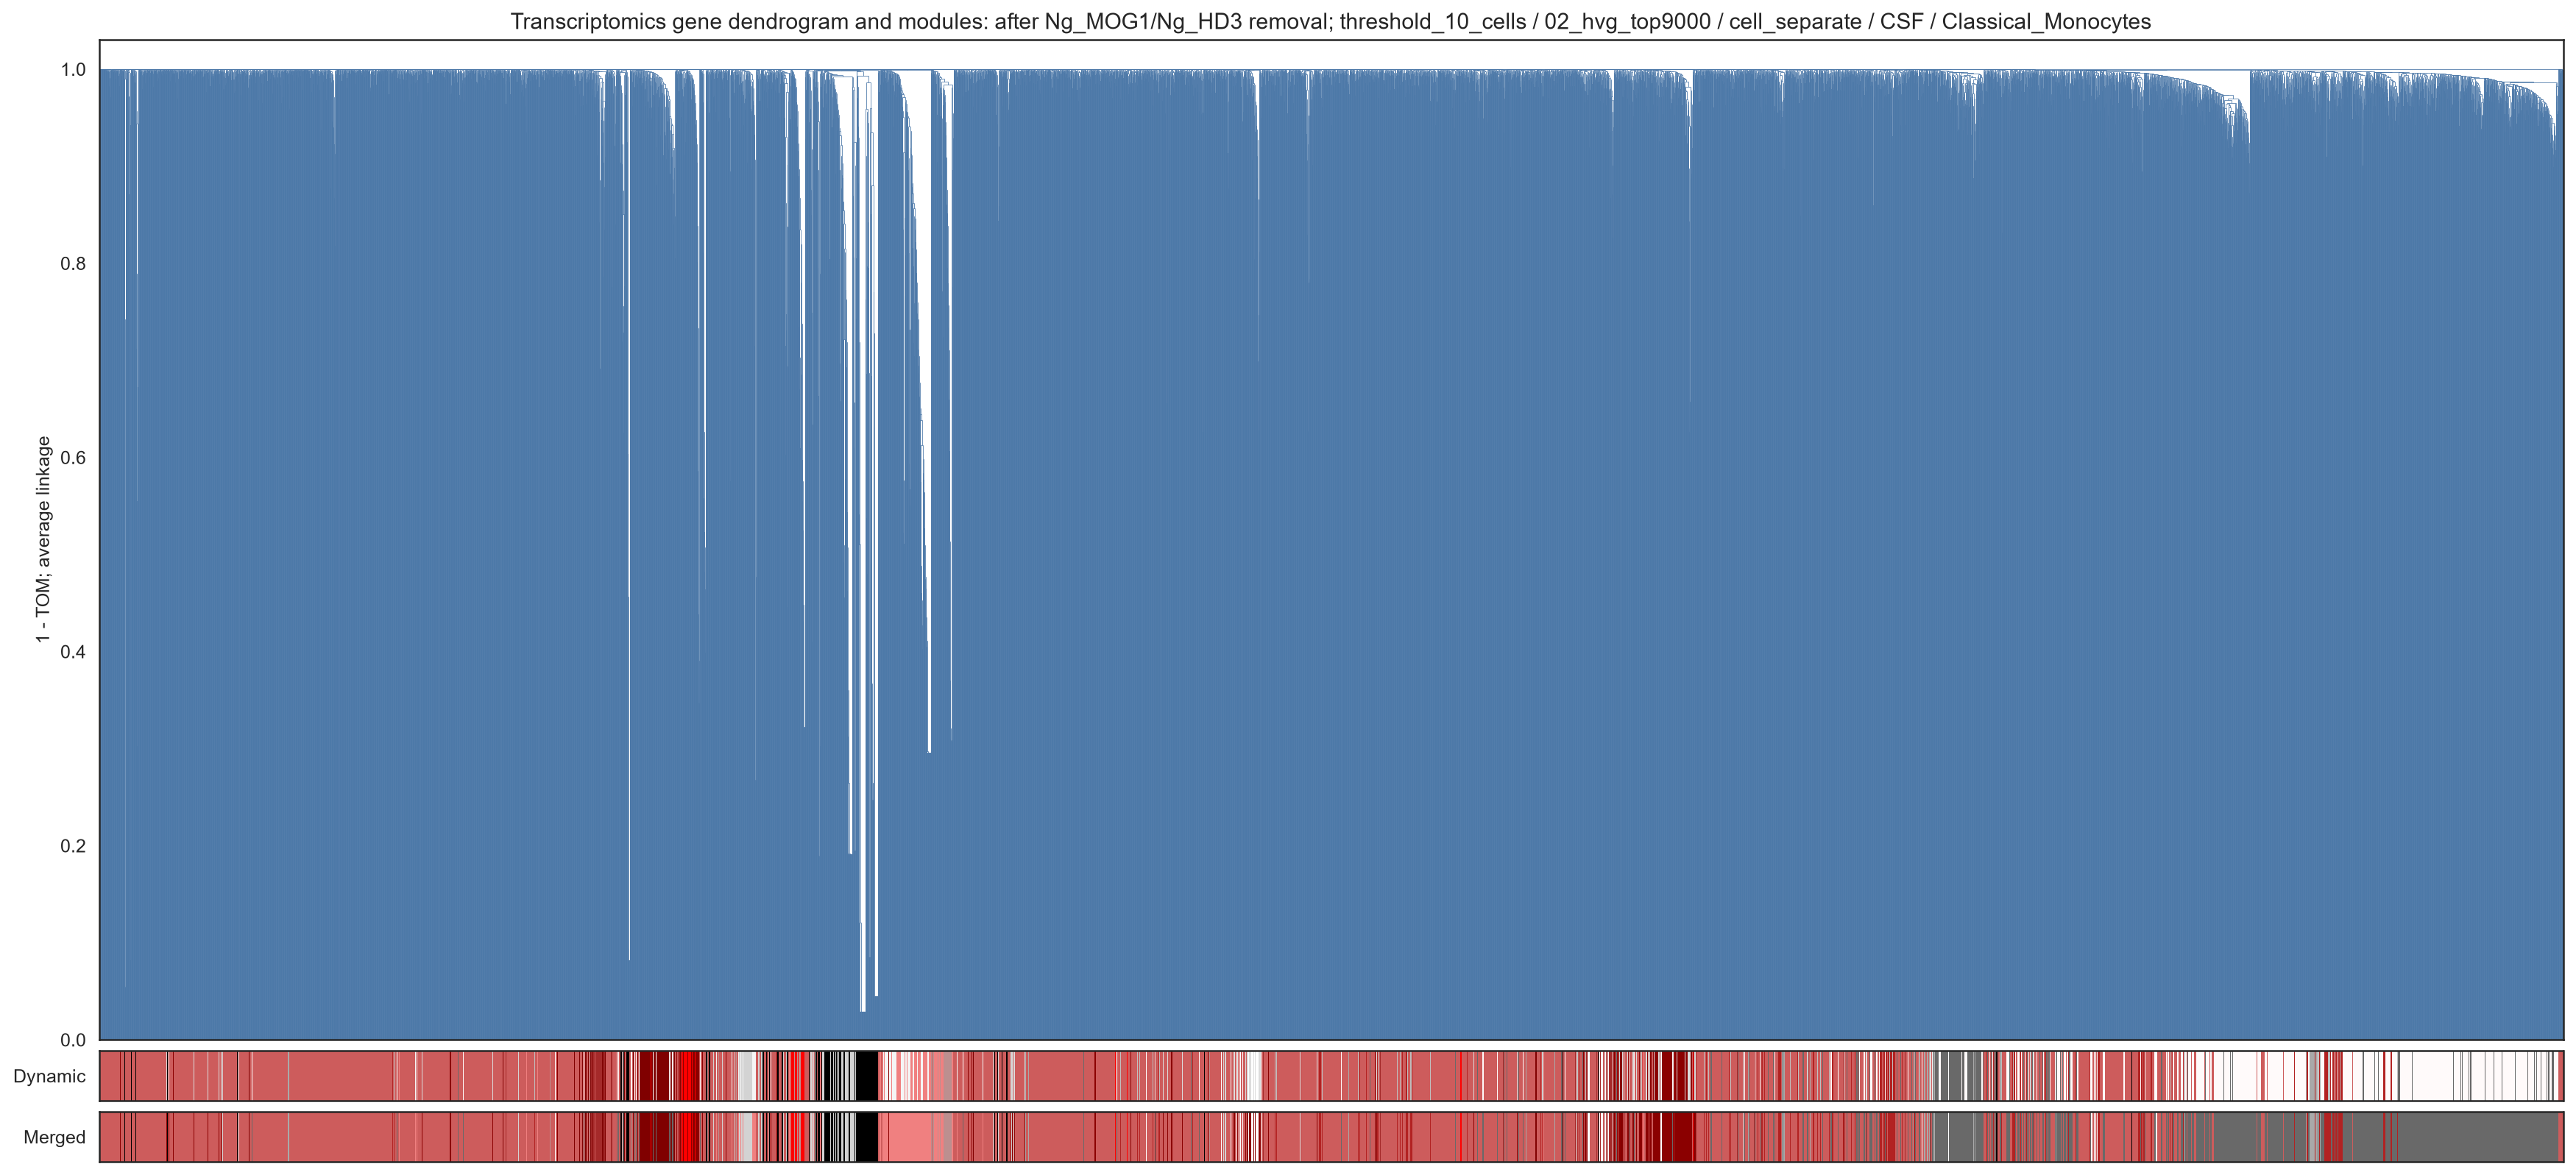 Transcriptomics gene dendrogram and modules: after Ng_MOG1/Ng_HD3 removal; threshold_10_cells / 02_hvg_top9000 / cell_separate / CSF / Classical_Monocytes
1.0
0.8
0.6
0.4
0.2
0.0
1 - TOM; average linkage
Dynamic
Merged